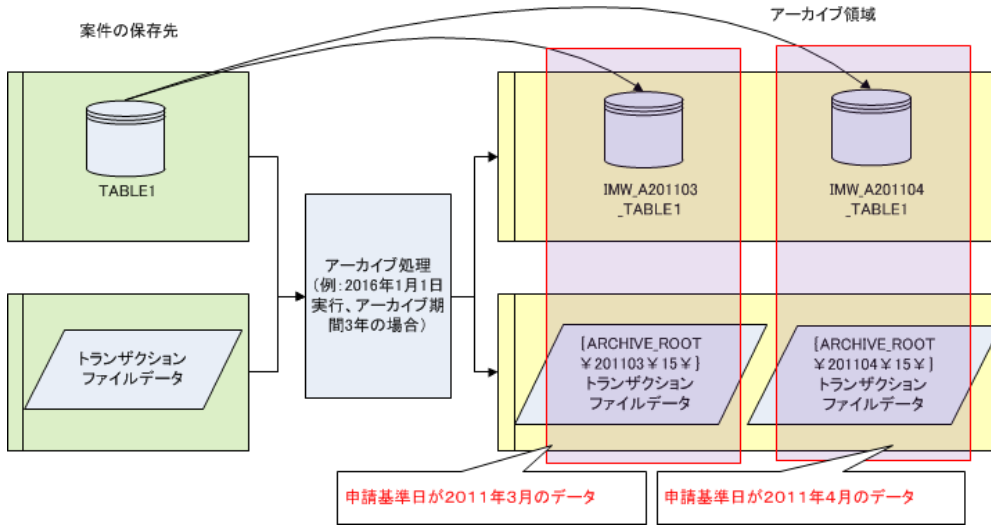 案件の保存先
アーカイブ領域
TABLE1
IMW_A201103
_TABLE1
IMW_A201104
_TABLE1
アーカイブ処理
(例:2016年1月1日
実行、アーカイブ期
間3年の場合)
トランザクション
ファイルデータ
[ARCHIVE_ROOT
¥201103¥15¥]
トランザクション
ファイルデータ
[ARCHIVE_ROOT
¥201104¥15¥]
トランザクション
ファイルデータ
申請基準日が2011年3月のデータ
申請基準日が2011年4月のデータ